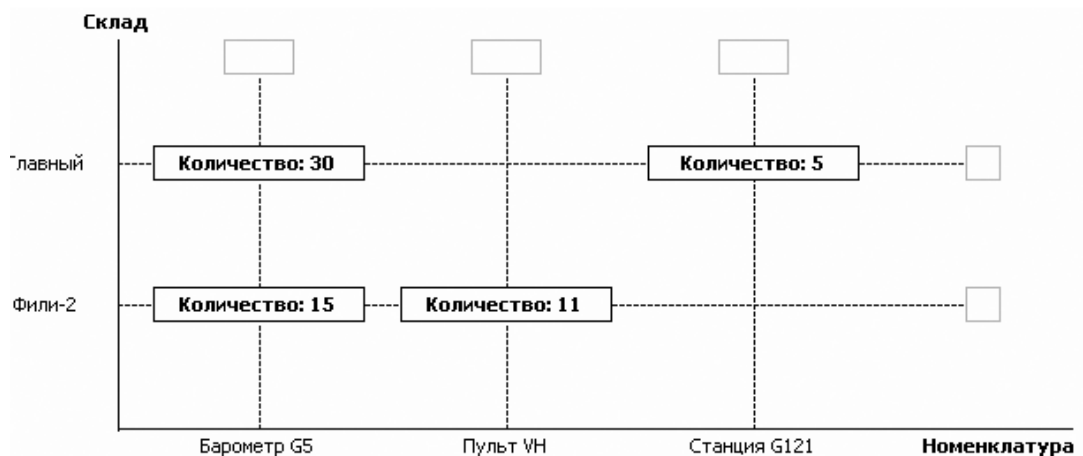 Склад
Главный
Количество: 30
Количество: 5
Фили-2
Количество: 15
Количество: 11
Барометр G5
Пульт VH
Станция G121
Номенклатура